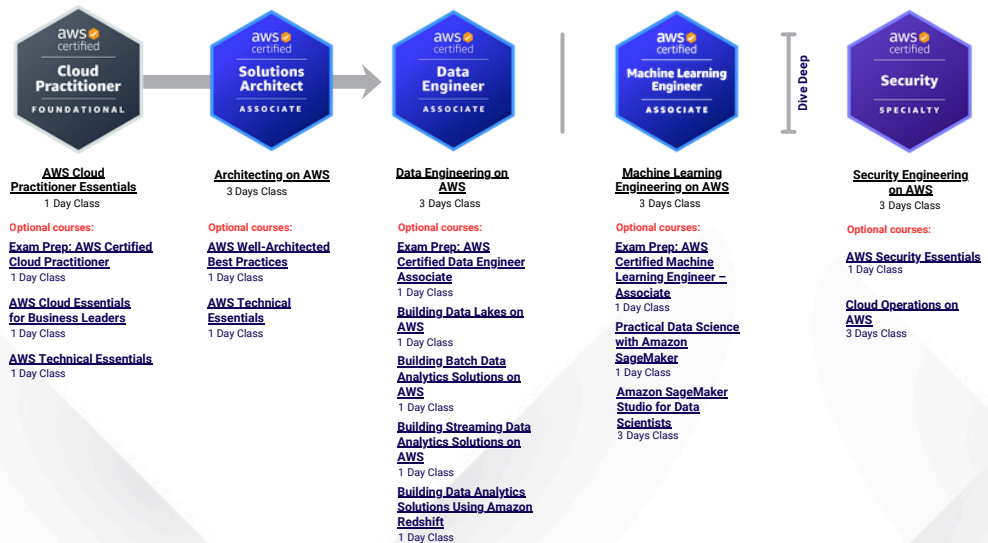 aws
certified
Cloud
Practitioner
FOUNDATIONAL
aws
certified
Solutions
Architect
ASSOCIATE
aws
certified
Data
Engineer
ASSOCIATE
aws
certified
Machine Learning
Engineer
ASSOCIATE
Dive Deep
aws
certified
Security
SPECIALTY
AWS Cloud
Practitioner Essentials
1 Day Class
Optional courses:
Exam Prep: AWS Certified
Cloud Practitioner
1 Day Class
AWS Cloud Essentials
for Business Leaders
1 Day Class
AWS Technical Essentials
1 Day Class
Architecting on AWS
3 Days Class
Optional courses:
AWS Well-Architected
Best Practices
1 Day Class
AWS Technical
Essentials
1 Day Class
Data Engineering on
AWS
3 Days Class
Optional courses:
Exam Prep: AWS
Certified Data Engineer
Associate
1 Day Class
Building Data Lakes on
AWS
1 Day Class
Building Batch Data
Analytics Solutions on
AWS
1 Day Class
Building Streaming Data
Analytics Solutions on
AWS
1 Day Class
Building Data Analytics
Solutions Using Amazon
Redshift
1 Day Class
Machine Learning
Engineering on AWS
3 Days Class
Optional courses:
Exam Prep: AWS
Certified Machine
Learning Engineer –
Associate
1 Day Class
Practical Data Science
with Amazon
SageMaker
1 Day Class
Amazon SageMaker
Studio for Data
Scientists
3 Days Class
Security Engineering
on AWS
3 Days Class
Optional courses:
AWS Security Essentials
1 Day Class
Cloud Operations on
AWS
3 Days Class